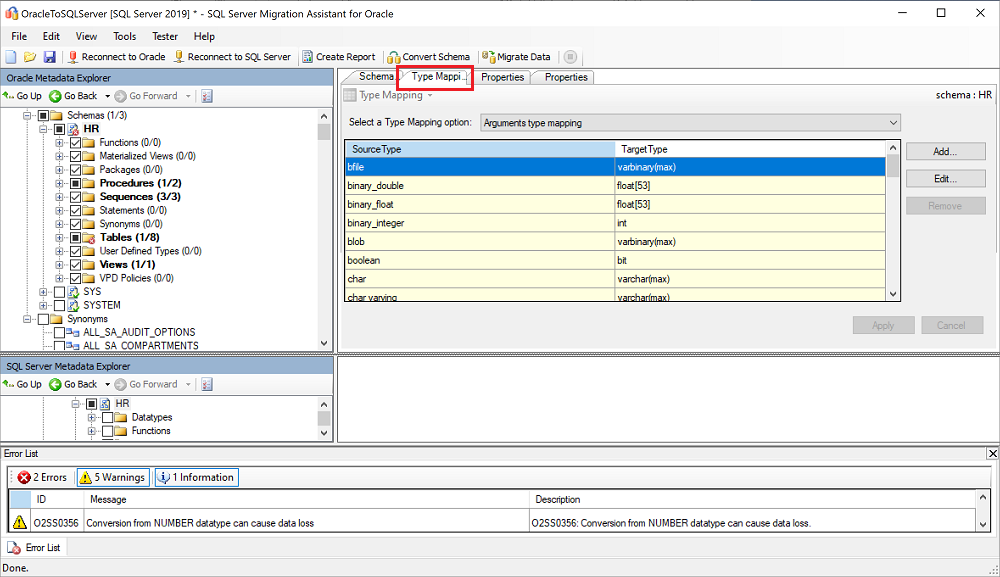 OracleToSQLServer [SQL Server 2019] * - SQL Server Migration Assistant for Oracle
File Edit View Tools Tester Help
Reconnect to Oracle Reconnect to SQL Server Create Report Convert Schema Migrate Data
Oracle Metadata Explorer
Go Up Go Back Go Forward
Schemas (1/3)
HR
Functions (0/0)
Materialized Views (0/0)
Packages (0/0)
Procedures (1/2)
Sequences (3/3)
Statements (0/0)
Synonyms (0/0)
Tables (1/8)
User Defined Types (0/0)
Views (1/1)
VPD Policies (0/0)
SYS
SYSTEM
Synonyms
ALL_SA_AUDIT_OPTIONS
ALL_SA_COMPARTMENTS
Schema.. Type Mappi... Properties Properties
Type Mapping schema : HR
Select a Type Mapping option: Arguments type mapping
SourceType TargetType
bfile varbinary(max)
binary_double float[53]
binary_float float[53]
binary_integer int
blob varbinary(max)
boolean bit
char varchar(max)
char varying varchar(max)
Add...
Edit...
Remove
Apply Cancel
SQL Server Metadata Explorer
Go Up Go Back Go Forward
HR
Datatypes
Functions
Error List
2 Errors 5 Warnings 1 Information
ID Message Description
O2SS0356 Conversion from NUMBER datatype can cause data loss O2SS0356: Conversion from NUMBER datatype can cause data loss.
Error List
Done.